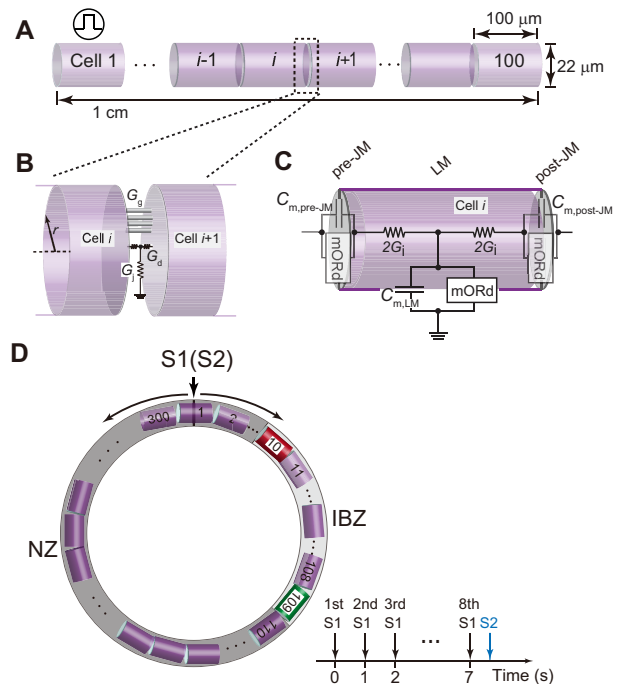 A
100 µm
Cell 1
...
i-1
i
i+1
...
100
22 µm
1 cm
B
r
Cell i
G_g
G_d
G_j
Cell i+1
C
pre-JM
LM
post-JM
C_m,pre-JM
Cell i
C_m,post-JM
mORd
2G_i
2G_i
mORd
C_m,LM
mORd
D
S1(S2)
300
1
2
...
10
11
...
IBZ
...
108
109
110
...
NZ
...
1st 2nd 3rd 8th
S1 S1 S1 ... S1 S2
0 1 2 7 Time (s)